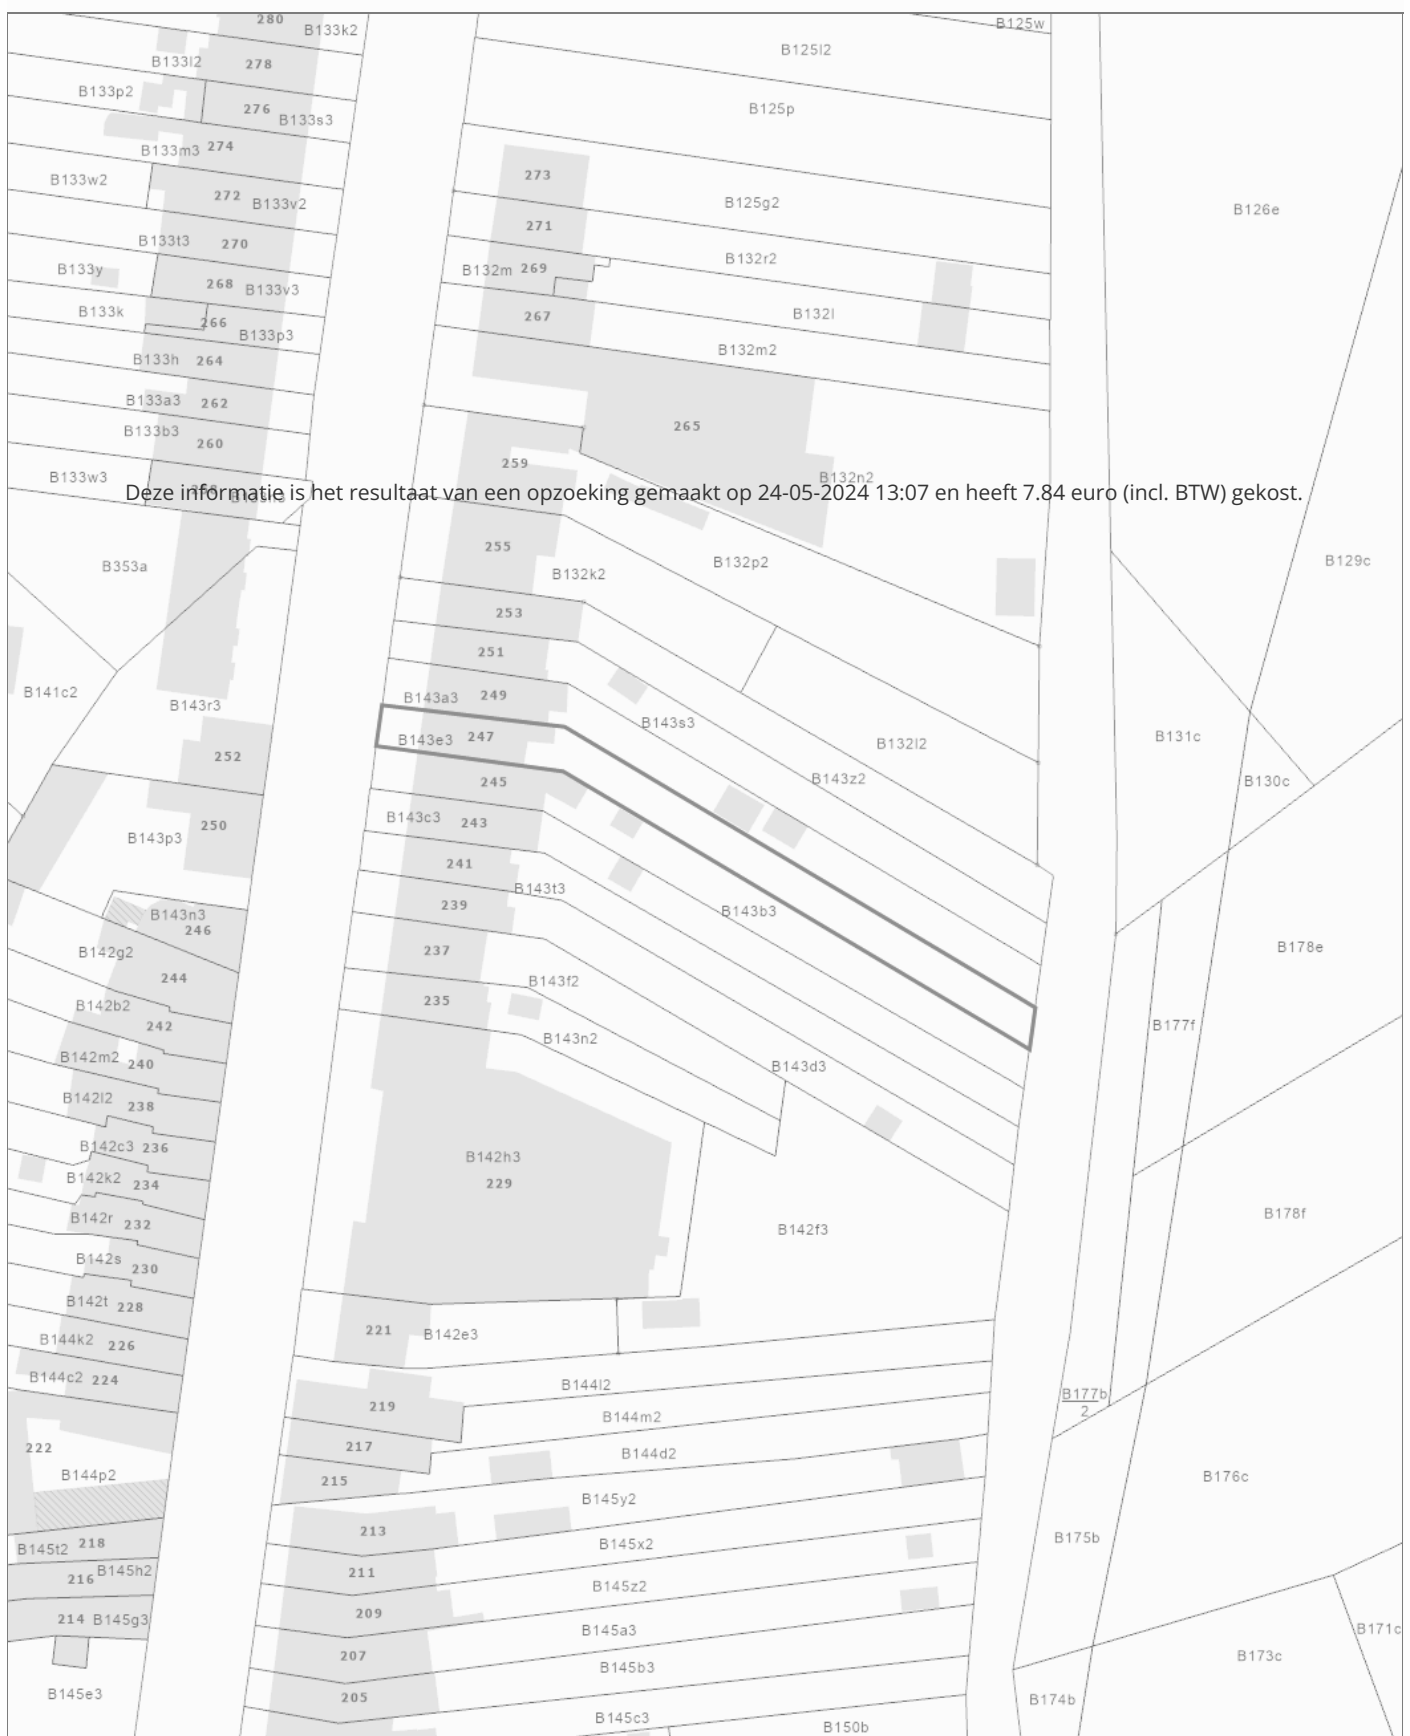 280
B133k2
B125w
B133l2
278
B125l2
B133p2
276
B133s3
B125p
B133m3
274
B133w2
272
B133v2
273
B125g2
B126e
B133t3
270
271
B132r2
B133y
268
B133v3
B132m
269
B133k
266
B133p3
267
B132l
B133h
264
B132m2
B133a3
262
B133b3
260
265
B133w3
259
B132n2
Deze informatie is het resultaat van een opzoeking gemaakt op 24-05-2024 13:07 en heeft 7.84 euro (incl. BTW) gekost.
B353a
255
B132k2
B132p2
B129c
253
251
B141c2
B143r3
B143a3
249
B143s3
B143e3
247
B132l2
B131c
252
245
B143z2
B130c
B143p3
250
B143c3
243
241
B143t3
B143n3
246
239
B143b3
B142g2
244
237
B143f2
B178e
B142b2
242
235
B143n2
B177f
B142m2
240
B143d3
B142l2
238
B142c3
236
B142h3
229
B142k2
234
B142r
232
B142f3
B178f
B142s
230
B142t
228
221
B142e3
B144k2
226
B144c2
224
219
B144l2
B177b
2
B144m2
222
217
B144d2
B144p2
215
B176c
B145y2
213
B145t2
218
B145x2
B175b
216
B145h2
211
B145z2
214
B145g3
209
B145a3
B171c
207
B145b3
B173c
B145e3
205
B174b
B145c3
B150b